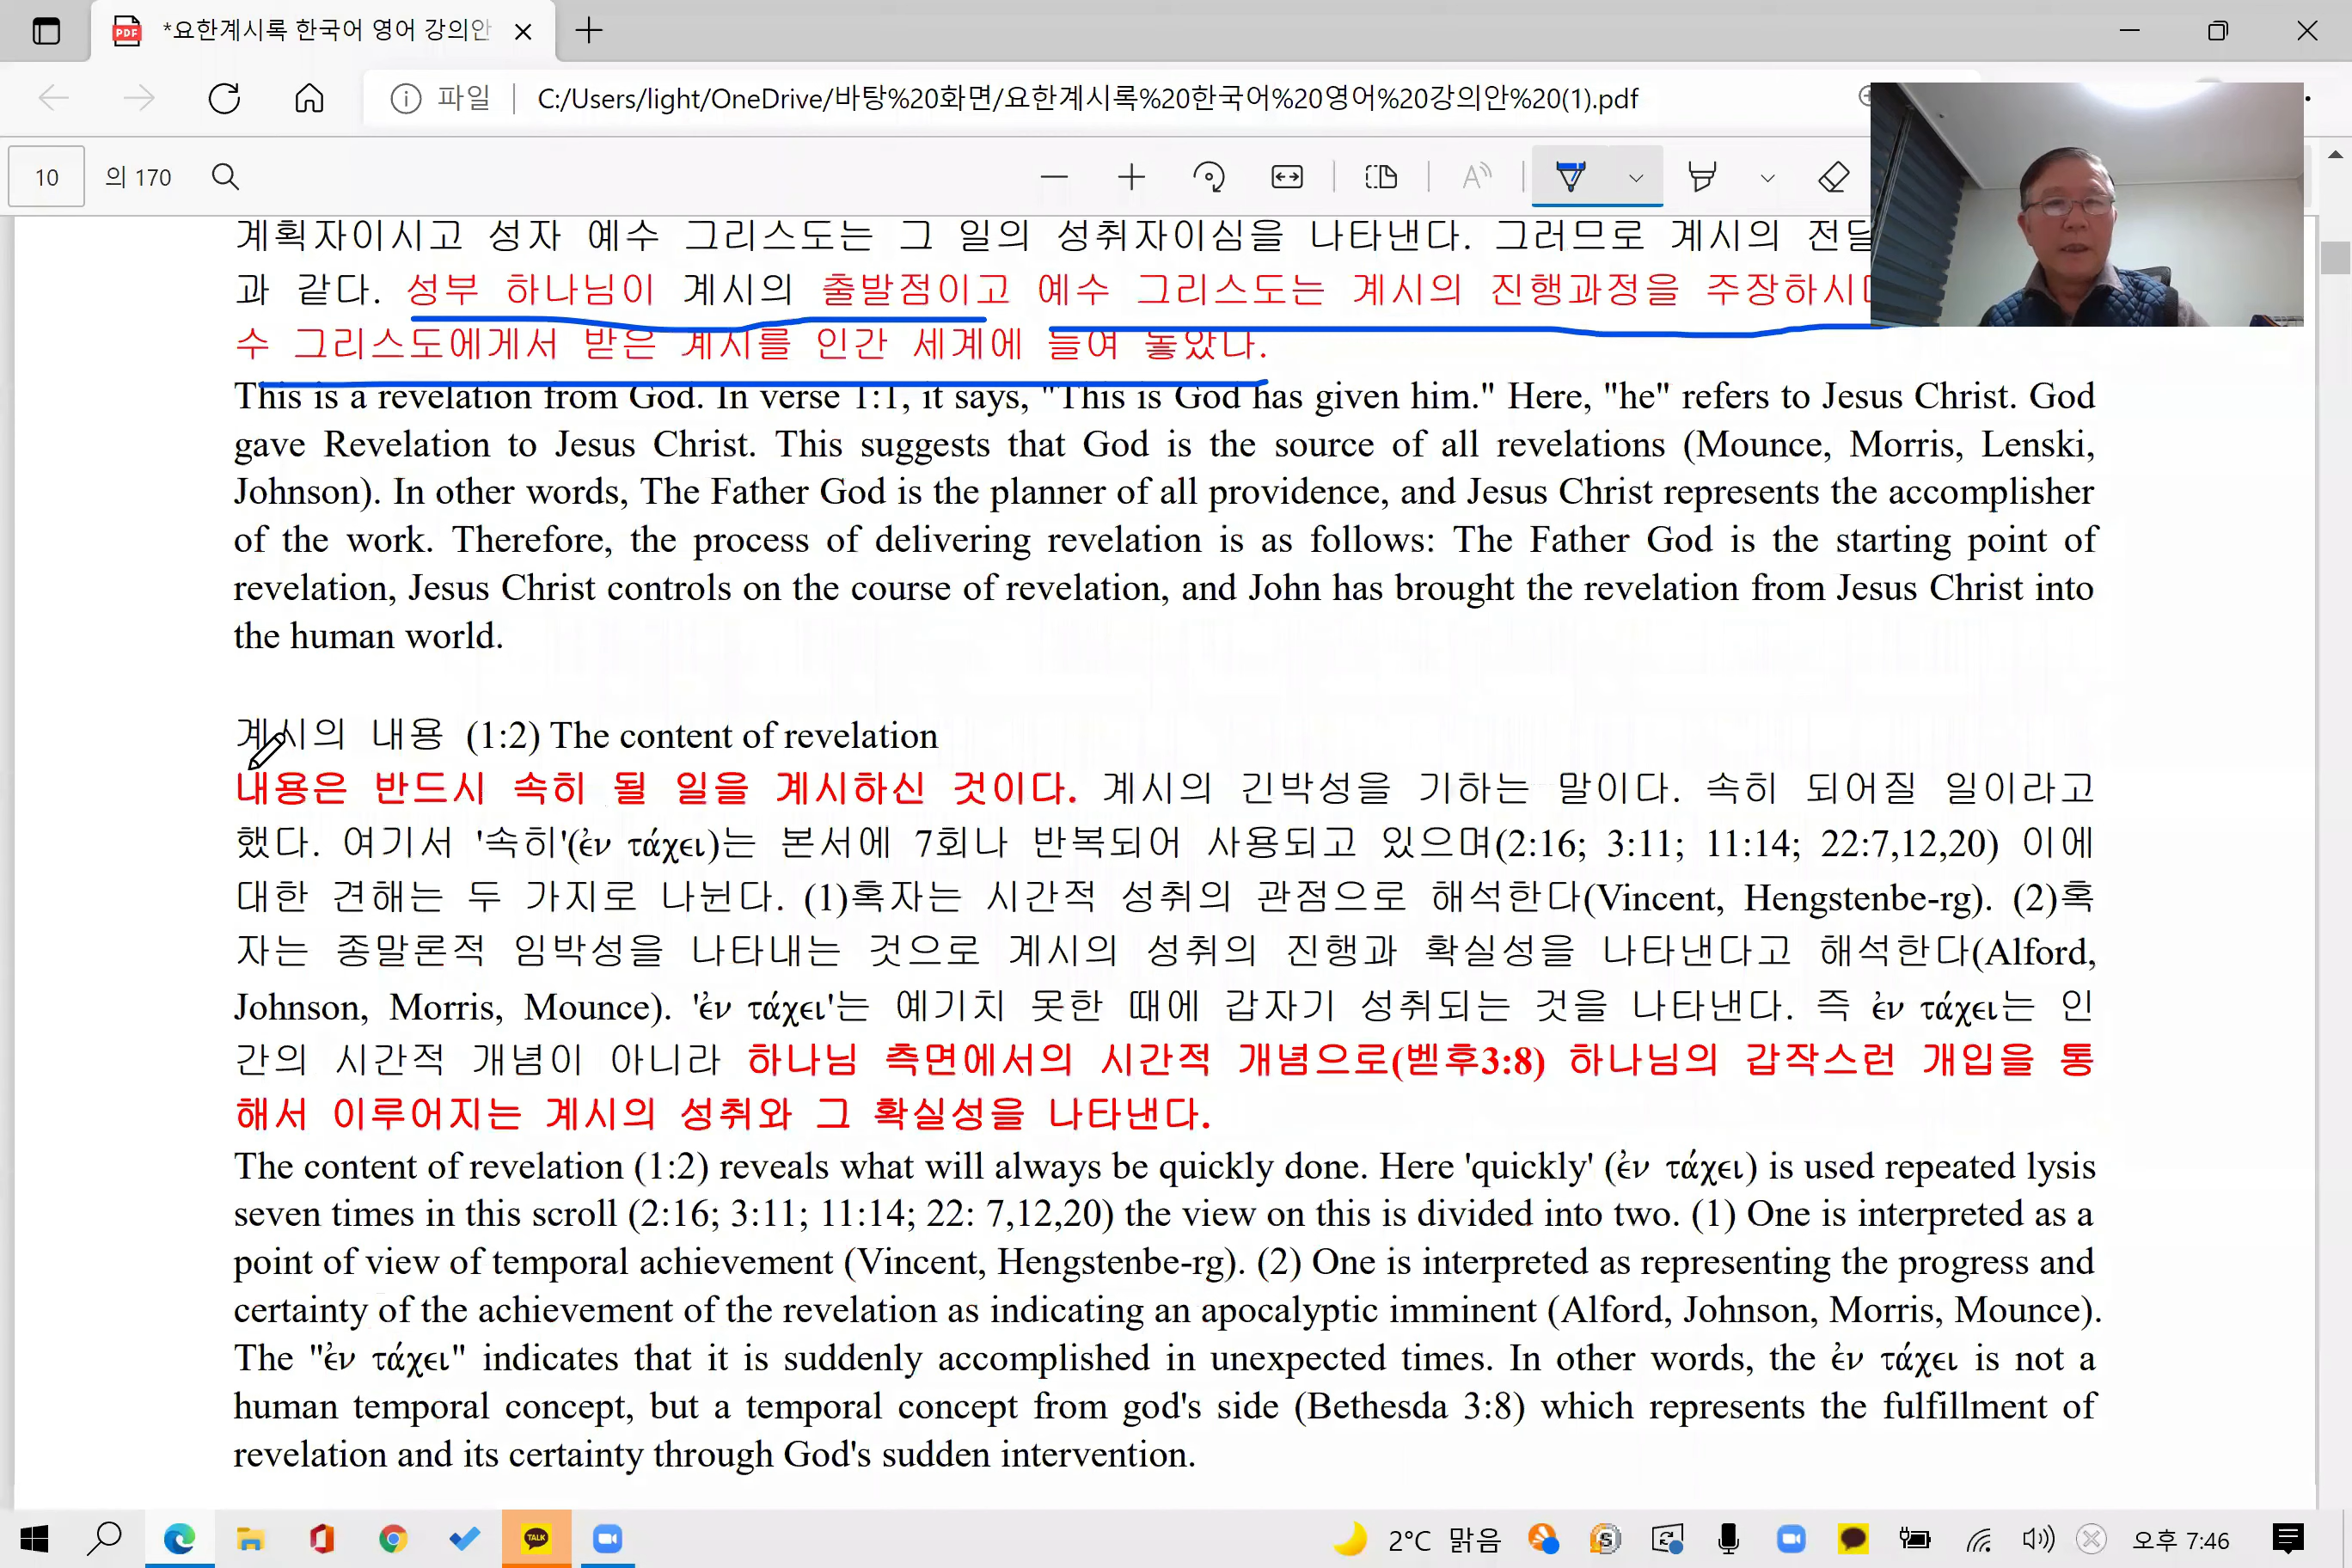 *요한계시록 한국어 영어 강의안
파일 C:/Users/light/OneDrive/바탕%20화면/요한계시록%20한국어%20영어%20강의안%20(1).pdf
10 의 170
계획자이시고 성자 예수 그리스도는 그 일의 성취자이심을 나타낸다. 그러므로 계시의 전달
과 같다. 성부 하나님이 계시의 출발점이고 예수 그리스도는 계시의 진행과정을 주장하시
수 그리스도에게서 받은 계시를 인간 세계에 들여 놓았다.
This is a revelation from God. In verse 1:1, it says, "This is God has given him." Here, "he" refers to Jesus Christ. God
gave Revelation to Jesus Christ. This suggests that God is the source of all revelations (Mounce, Morris, Lenski,
Johnson). In other words, The Father God is the planner of all providence, and Jesus Christ represents the accomplisher
of the work. Therefore, the process of delivering revelation is as follows: The Father God is the starting point of
revelation, Jesus Christ controls on the course of revelation, and John has brought the revelation from Jesus Christ into
the human world.
계시의 내용 (1:2) The content of revelation
내용은 반드시 속히 될 일을 계시하신 것이다. 계시의 긴박성을 기하는 말이다. 속히 되어질 일이라고
했다. 여기서 '속히'(ἐν τάχει)는 본서에 7회나 반복되어 사용되고 있으며(2:16; 3:11; 11:14; 22:7,12,20) 이에
대한 견해는 두 가지로 나뉜다. (1)혹자는 시간적 성취의 관점으로 해석한다(Vincent, Hengstenbe-rg). (2)혹
자는 종말론적 임박성을 나타내는 것으로 계시의 성취의 진행과 확실성을 나타낸다고 해석한다(Alford,
Johnson, Morris, Mounce). 'ἐν τάχει'는 예기치 못한 때에 갑자기 성취되는 것을 나타낸다. 즉 ἐν τάχει는 인
간의 시간적 개념이 아니라 하나님 측면에서의 시간적 개념으로(벧후3:8) 하나님의 갑작스런 개입을 통
해서 이루어지는 계시의 성취와 그 확실성을 나타낸다.
The content of revelation (1:2) reveals what will always be quickly done. Here 'quickly' (ἐν τάχει) is used repeated lysis
seven times in this scroll (2:16; 3:11; 11:14; 22: 7,12,20) the view on this is divided into two. (1) One is interpreted as a
point of view of temporal achievement (Vincent, Hengstenbe-rg). (2) One is interpreted as representing the progress and
certainty of the achievement of the revelation as indicating an apocalyptic imminent (Alford, Johnson, Morris, Mounce).
The "ἐν τάχει" indicates that it is suddenly accomplished in unexpected times. In other words, the ἐν τάχει is not a
human temporal concept, but a temporal concept from god's side (Bethesda 3:8) which represents the fulfillment of
revelation and its certainty through God's sudden intervention.
TALK 2°C 맑음 오후 7:46